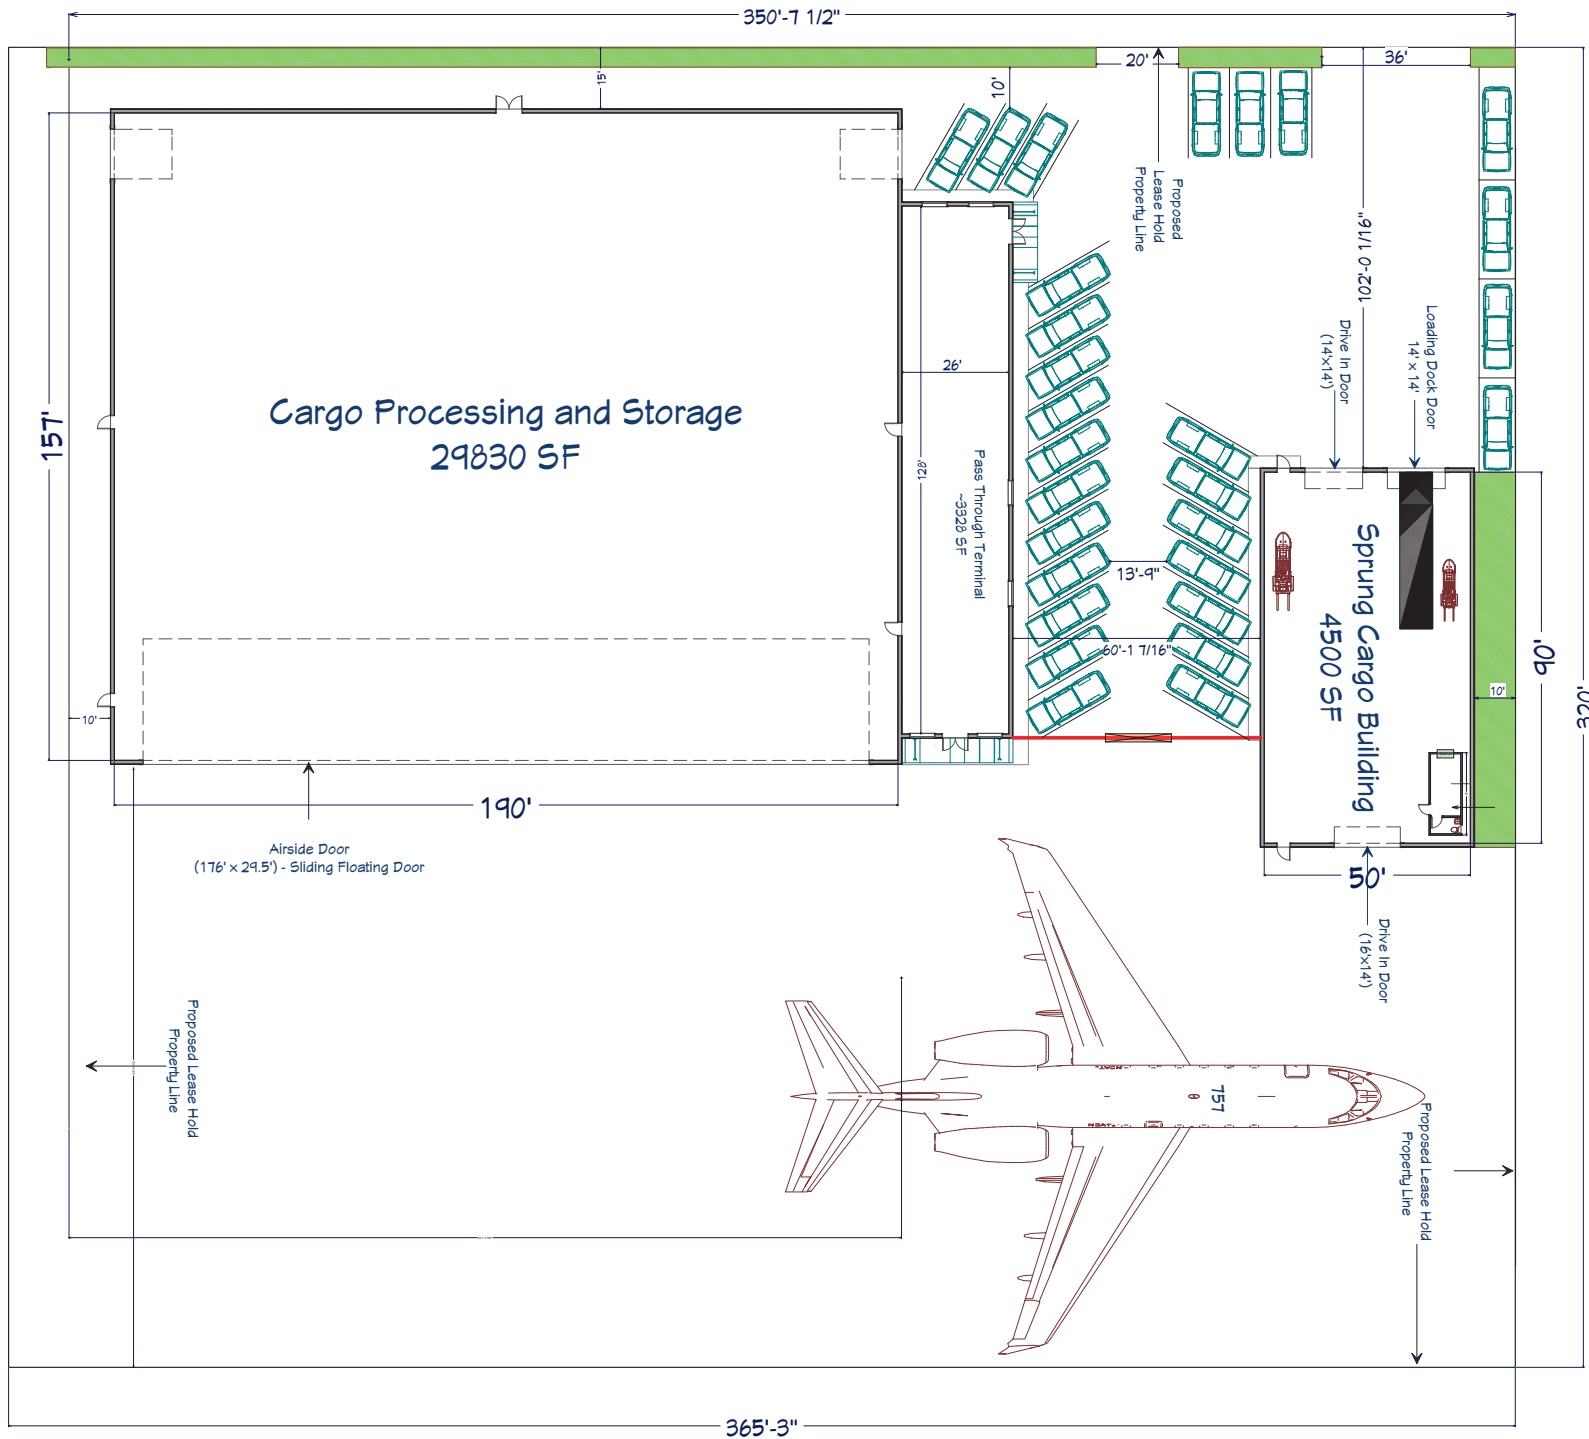 350'-7 1/2"
15'
20'
36'
10'
Proposed
Lease Hold
Property Line
102'-0 1/16"
Drive In Door
(14'x14')
Loading Dock Door
14' x 14'
157'
Cargo Processing and Storage
29830 SF
26'
128'
Pass Through Terminal
~3328 SF
13'-9"
60'-1 7/16"
Sprung Cargo Building
4500 SF
90'
10'
320'
10'
190'
50'
Airside Door
(176' x 29.5') - Sliding Floating Door
Drive In Door
(16'x14')
Proposed Lease Hold
Property Line
757
Proposed Lease Hold
Property Line
365'-3"